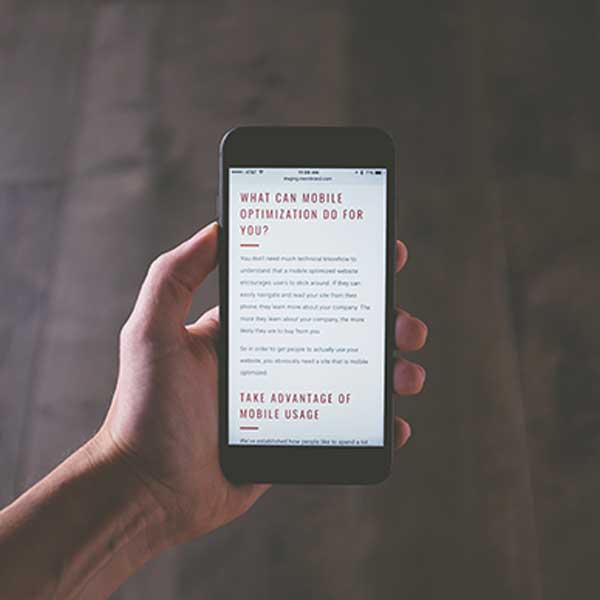 AT&T 11:08 AM 7%
WHAT CAN MOBILE
OPTIMIZATION DO FOR
YOU?
You don't need much technical knowhow to
understand that a mobile optimized website
encourages users to stick around. If they can
easily navigate and read your site from their
phone, they learn more about your company. The
more they learn about your company, the more
likely they are to buy from you.
So in order to get people to actually use your
website, you obviously need a site that is mobile
optimized.
TAKE ADVANTAGE OF
MOBILE USAGE
We've established how people like to spend a lot